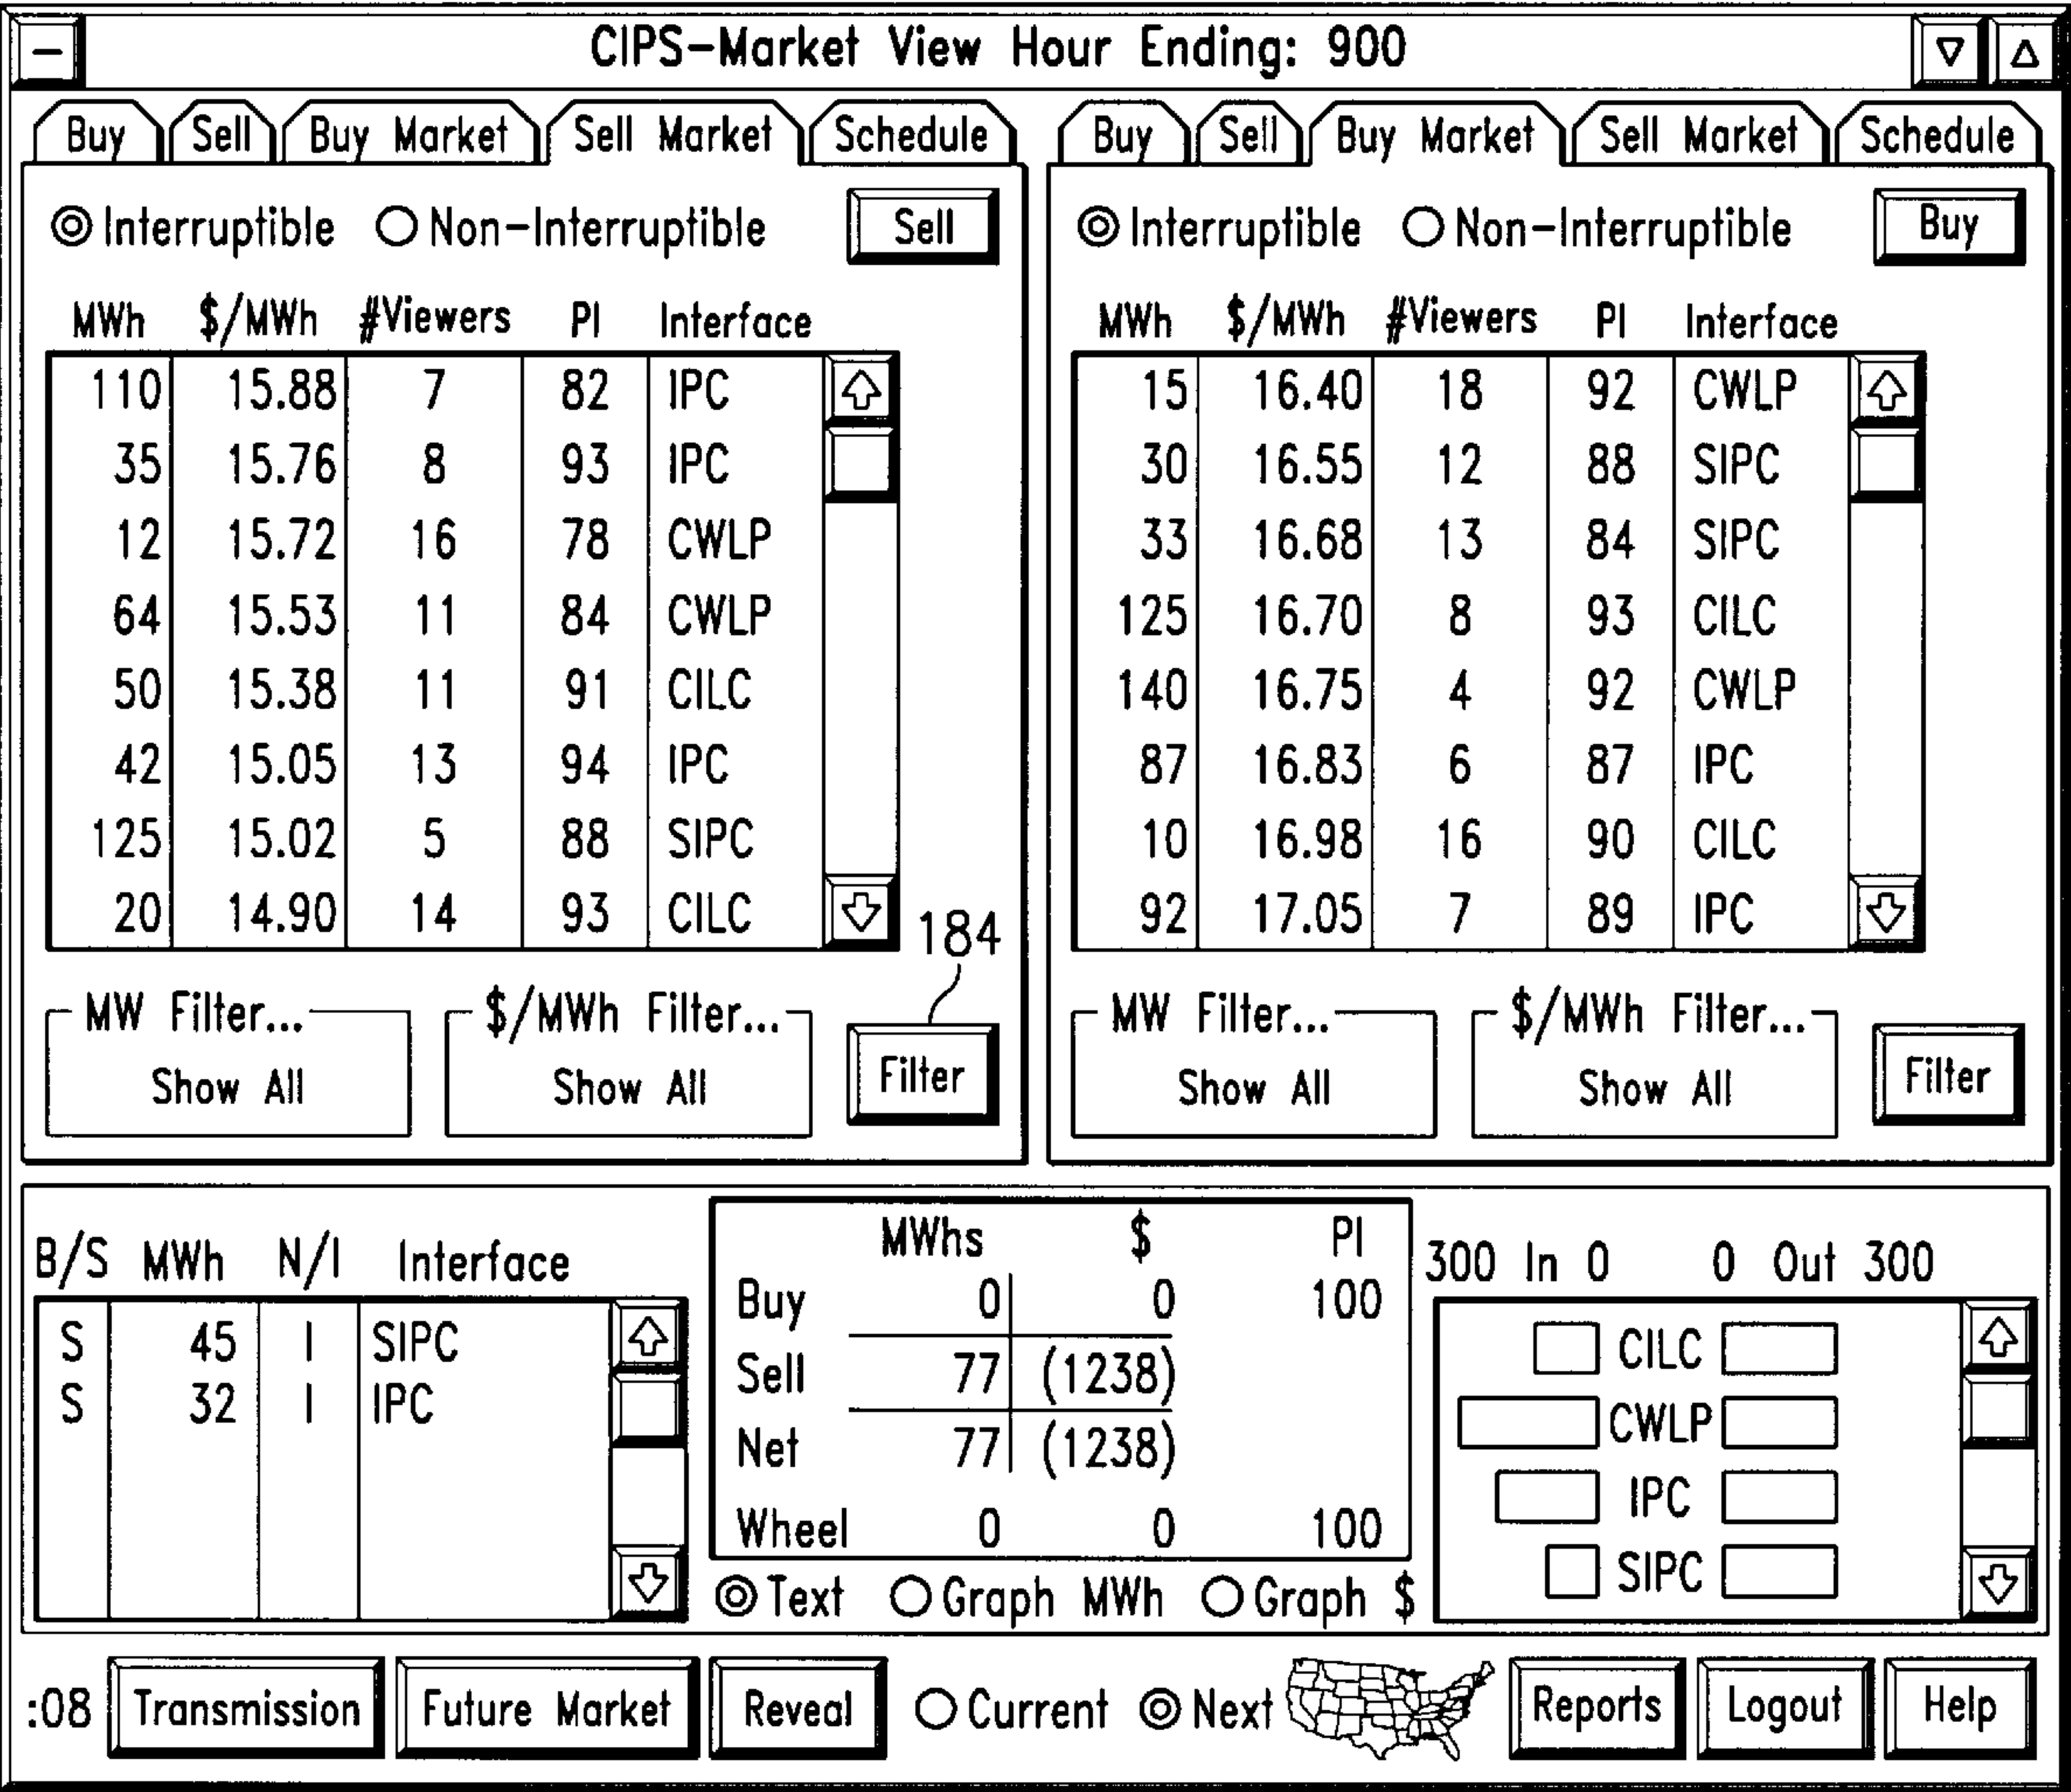 CIPS-Market View Hour Ending: 900
Buy Sell Buy Market Sell Market Schedule
Interruptible Non-Interruptible Sell
MWh $/MWh #Viewers PI Interface
110 15.88 7 82 IPC
35 15.76 8 93 IPC
12 15.72 16 78 CWLP
64 15.53 11 84 CWLP
50 15.38 11 91 CILC
42 15.05 13 94 IPC
125 15.02 5 88 SIPC
20 14.90 14 93 CILC
184
MW Filter... $/MWh Filter...
Show All Show All Filter
Buy Sell Buy Market Sell Market Schedule
Interruptible Non-Interruptible Buy
MWh $/MWh #Viewers PI Interface
15 16.40 18 92 CWLP
30 16.55 12 88 SIPC
33 16.68 13 84 SIPC
125 16.70 8 93 CILC
140 16.75 4 92 CWLP
87 16.83 6 87 IPC
10 16.98 16 90 CILC
92 17.05 7 89 IPC
MW Filter... $/MWh Filter...
Show All Show All Filter
B/S MWh N/I Interface
S 45 I SIPC
S 32 I IPC
MWhs $ PI
Buy 0 0 100
Sell 77 (1238)
Net 77 (1238)
Wheel 0 0 100
Text Graph MWh Graph $
300 In 0 0 Out 300
CILC
CWLP
IPC
SIPC
:08 Transmission Future Market Reveal Current Next Reports Logout Help